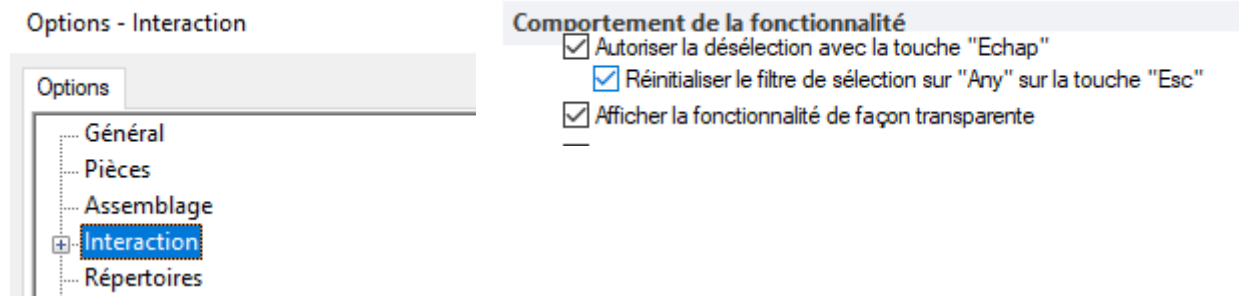 Options - Interaction
Options
Général
Pièces
Assemblage
Interaction
Répertoires
Comportement de la fonctionnalité
Autoriser la désélection avec la touche "Echap"
Réinitialiser le filtre de sélection sur "Any" sur la touche "Esc"
Afficher la fonctionnalité de façon transparente